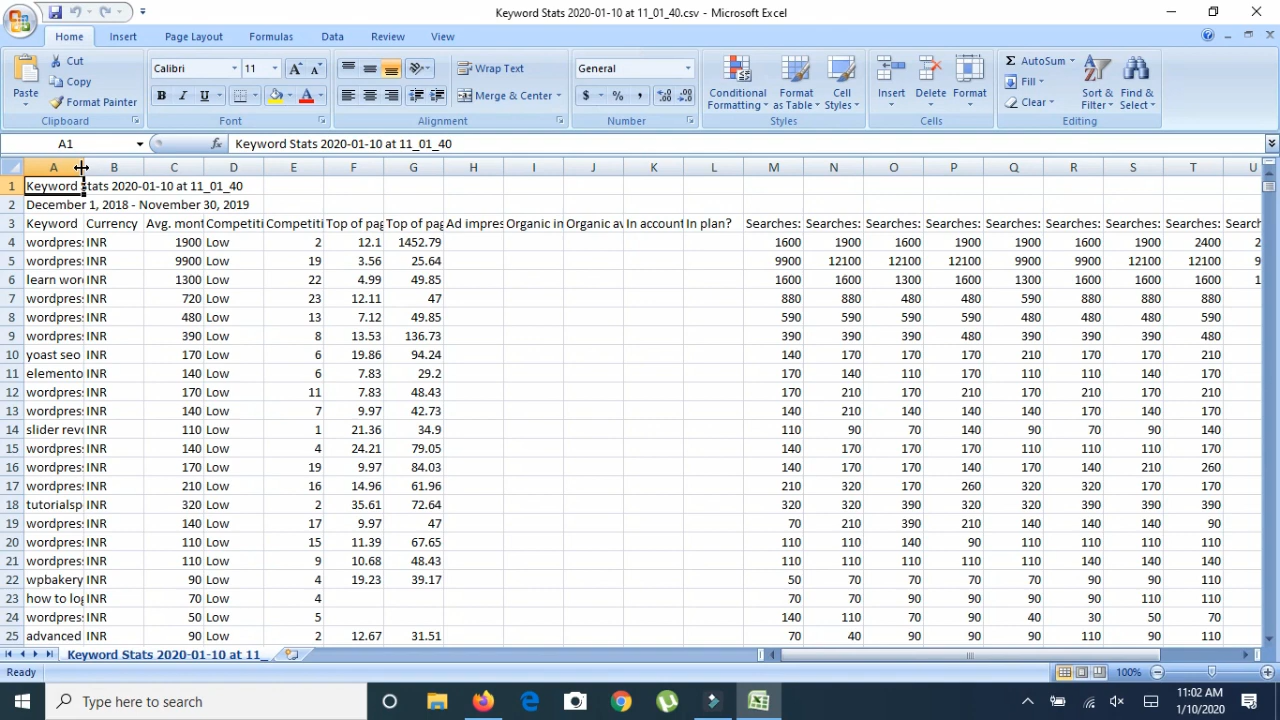 Keyword Stats 2020-01-10 at 11_01_40.csv - Microsoft Excel
Home Insert Page Layout Formulas Data Review View
Paste Cut Copy Format Painter Clipboard
Calibri 11 B I U A Font
Wrap Text Merge & Center Alignment
General $ % , Number
Conditional Formatting Format as Table Cell Styles Styles
Insert Delete Format Cells
Σ AutoSum Fill Clear Sort & Filter Find & Select Editing
A1 fx Keyword Stats 2020-01-10 at 11_01_40
A B C D E F G H I J K L M N O P Q R S T U
1 Keyword Stats 2020-01-10 at 11_01_40
2 December 1, 2018 - November 30, 2019
3 Keyword Currency Avg. mont Competiti Competiti Top of pag Top of pag Ad impres Organic in Organic av In account In plan? Searches: Searches: Searches: Searches: Searches: Searches: Searches: Searches: Search
4 wordpres INR 1900 Low 2 12.1 1452.79 1600 1900 1600 1900 1900 1600 1900 2400 2
5 wordpres INR 9900 Low 19 3.56 25.64 9900 12100 12100 12100 9900 9900 12100 12100 9
6 learn wor INR 1300 Low 22 4.99 49.85 1600 1600 1300 1600 1300 1600 1600 1600 1
7 wordpres INR 720 Low 23 12.11 47 880 880 480 480 590 880 880 880
8 wordpres INR 480 Low 13 7.12 49.85 590 590 590 590 480 480 480 590
9 wordpres INR 390 Low 8 13.53 136.73 390 390 390 480 390 390 390 480
10 yoast seo INR 170 Low 6 19.86 94.24 140 170 170 170 210 170 170 210
11 elemento INR 140 Low 6 7.83 29.2 170 140 110 170 110 110 140 170
12 wordpres INR 170 Low 11 7.83 48.43 170 210 170 210 170 170 210 170
13 wordpres INR 140 Low 7 9.97 42.73 140 210 140 170 140 140 210 170
14 slider rev INR 110 Low 1 21.36 34.9 110 90 70 140 90 70 90 140
15 wordpres INR 140 Low 4 24.21 79.05 140 170 170 140 110 110 110 170
16 wordpres INR 170 Low 19 9.97 84.03 140 170 140 170 140 170 210 260
17 wordpres INR 210 Low 16 14.96 61.96 210 320 170 260 320 320 170 170
18 tutorialsp INR 320 Low 2 35.61 72.64 320 320 390 320 320 390 390 390
19 wordpres INR 140 Low 17 9.97 47 70 210 390 210 140 140 140 90
20 wordpres INR 110 Low 15 11.39 67.65 110 110 140 90 110 110 90 110
21 wordpres INR 110 Low 9 10.68 48.43 110 110 110 140 110 140 140 140
22 wpbakery INR 90 Low 4 19.23 39.17 50 70 70 70 70 90 90 110
23 how to log INR 70 Low 4 70 70 90 90 90 90 110 110
24 wordpres INR 50 Low 5 140 110 70 90 40 30 50 70
25 advanced INR 90 Low 2 12.67 31.51 70 40 90 90 90 110 90 110
Keyword Stats 2020-01-10 at 11_
Ready 100%
Type here to search
11:02 AM
1/10/2020